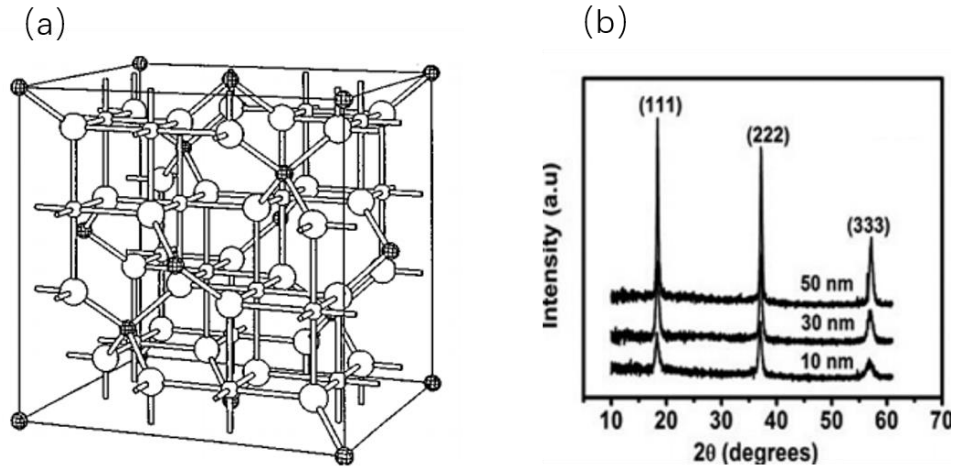 (a)
(b)
(111)
(222)
(333)
50 nm
30 nm
10 nm
Intensity (a.u)
10 20 30 40 50 60 70
2θ (degrees)